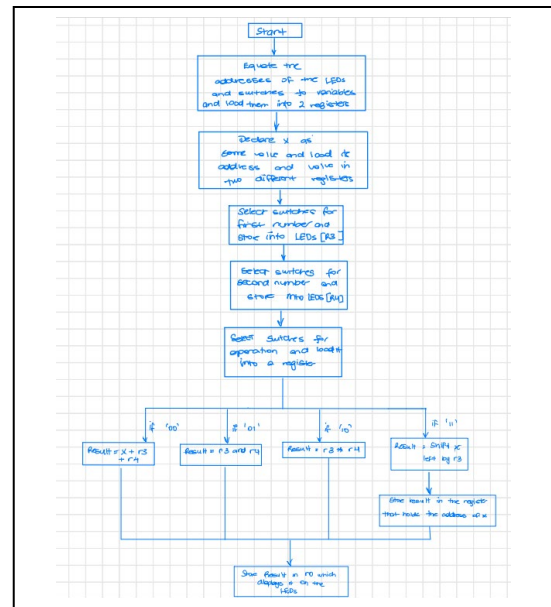 Start
Equate the
addresses of the LEDs
and switches to variables
and load them into 2 registers
Declare x as
some value and load its
address and value in
two different registers
Select switches for
first number and
store into LEDs [R3]
Select switches for
second number and
store into LEDs [R4]
Select switches for
operation and load it
into a register
if '00'
if '01'
if '10'
if '11'
Result = x + r3
+ r4
Result = r3 and r4
Result = r3 * r4
Result = shift x
left by r3
Store result in the register
that holds the address of x
Store Result in r0 which
displays it on the
LEDs